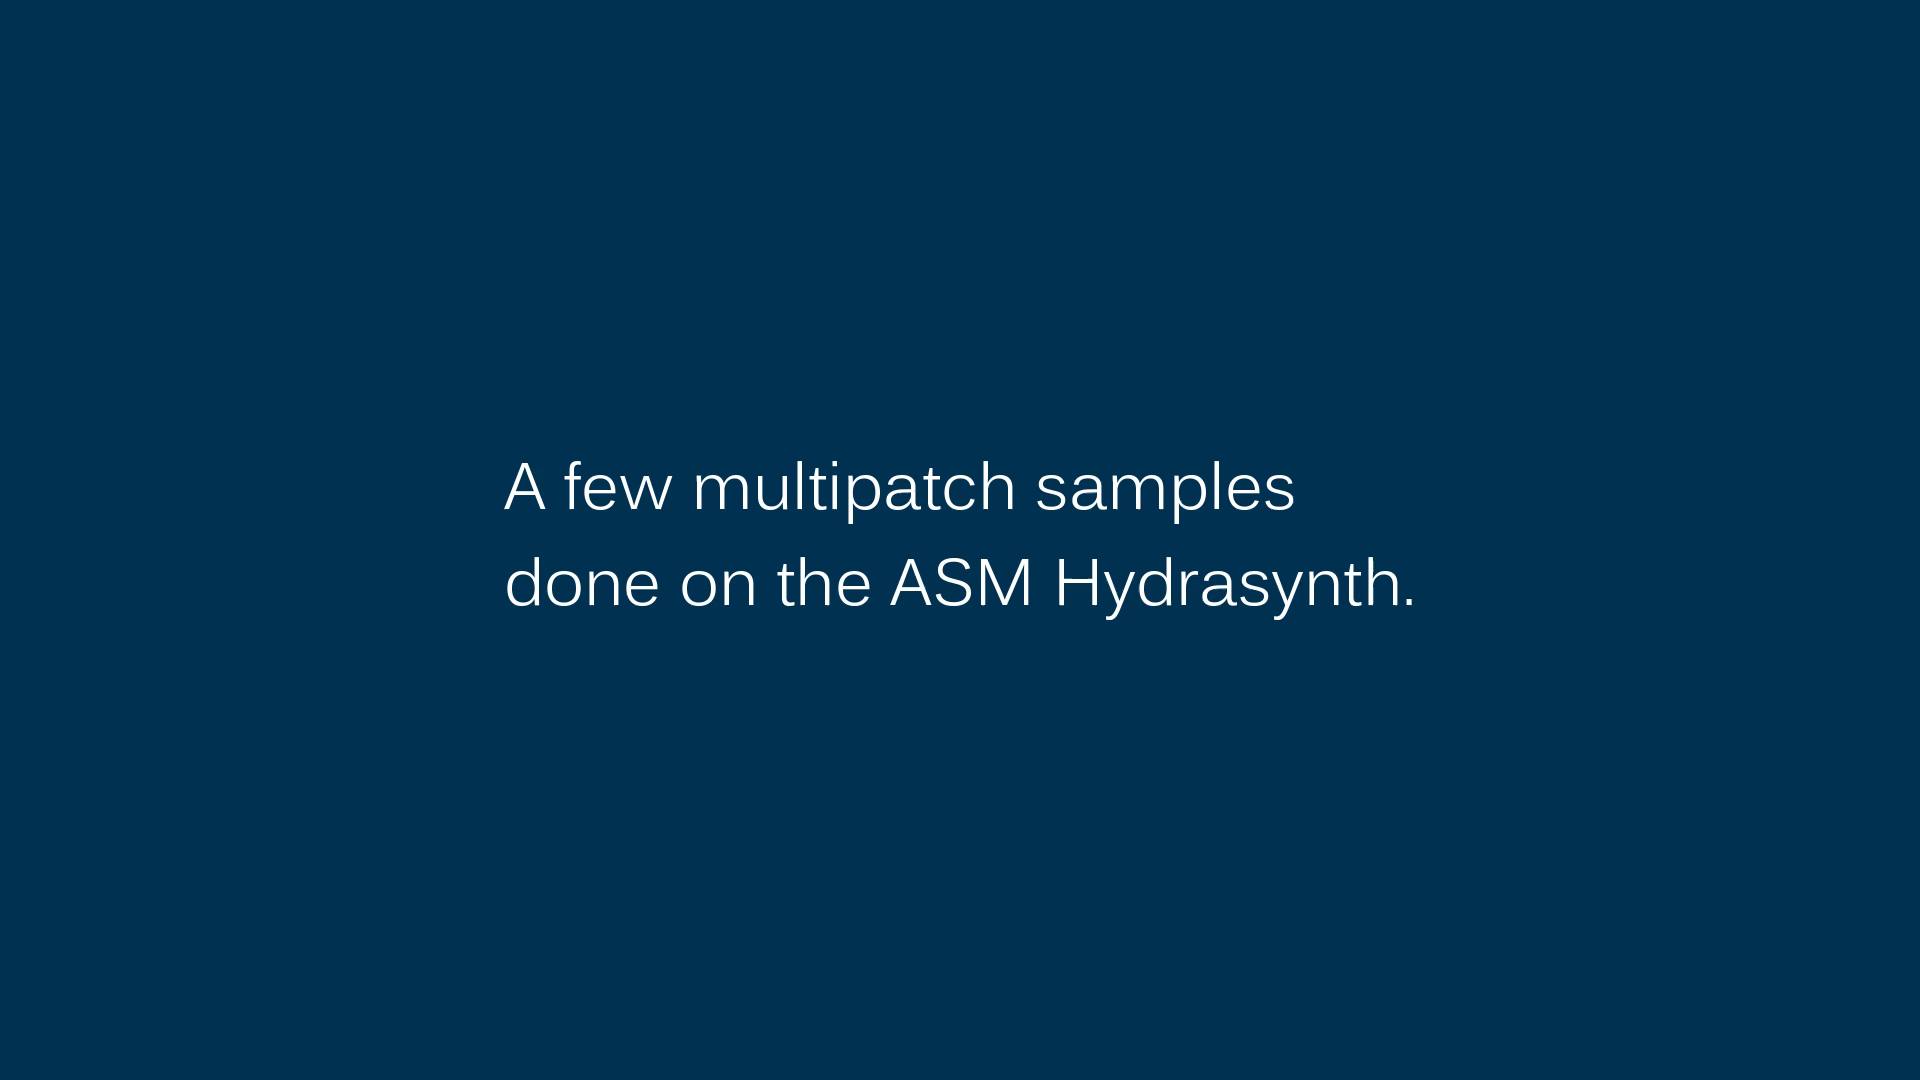 A few multipatch samples
done on the ASM Hydrasynth.